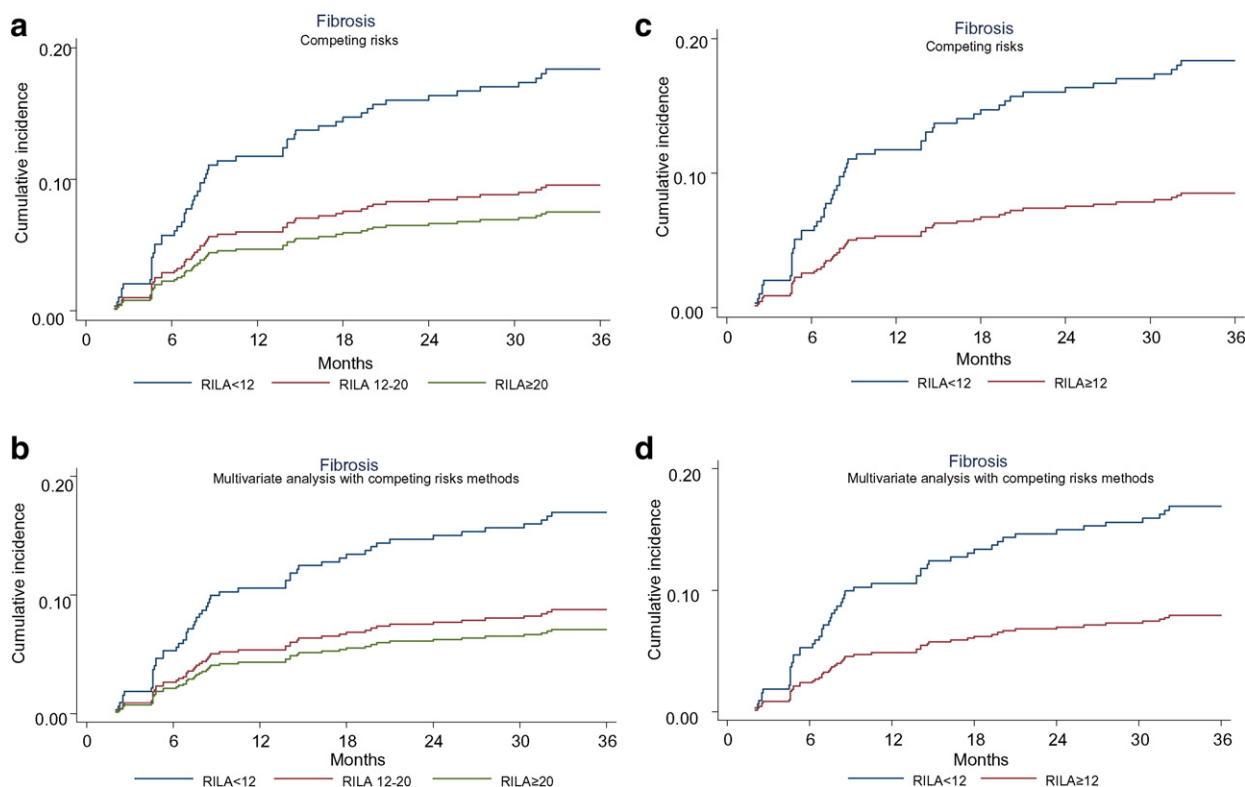 a
Fibrosis
Competing risks
Cumulative incidence
0.20
0.10
0.00
0 6 12 18 24 30 36
Months
RILA<12 RILA 12-20 RILA≥20
c
Fibrosis
Competing risks
Cumulative incidence
0.20
0.10
0.00
0 6 12 18 24 30 36
Months
RILA<12 RILA≥12
b
Fibrosis
Multivariate analysis with competing risks methods
Cumulative incidence
0.20
0.10
0.00
0 6 12 18 24 30 36
Months
RILA<12 RILA 12-20 RILA≥20
d
Fibrosis
Multivariate analysis with competing risks methods
Cumulative incidence
0.20
0.10
0.00
0 6 12 18 24 30 36
Months
RILA<12 RILA≥12